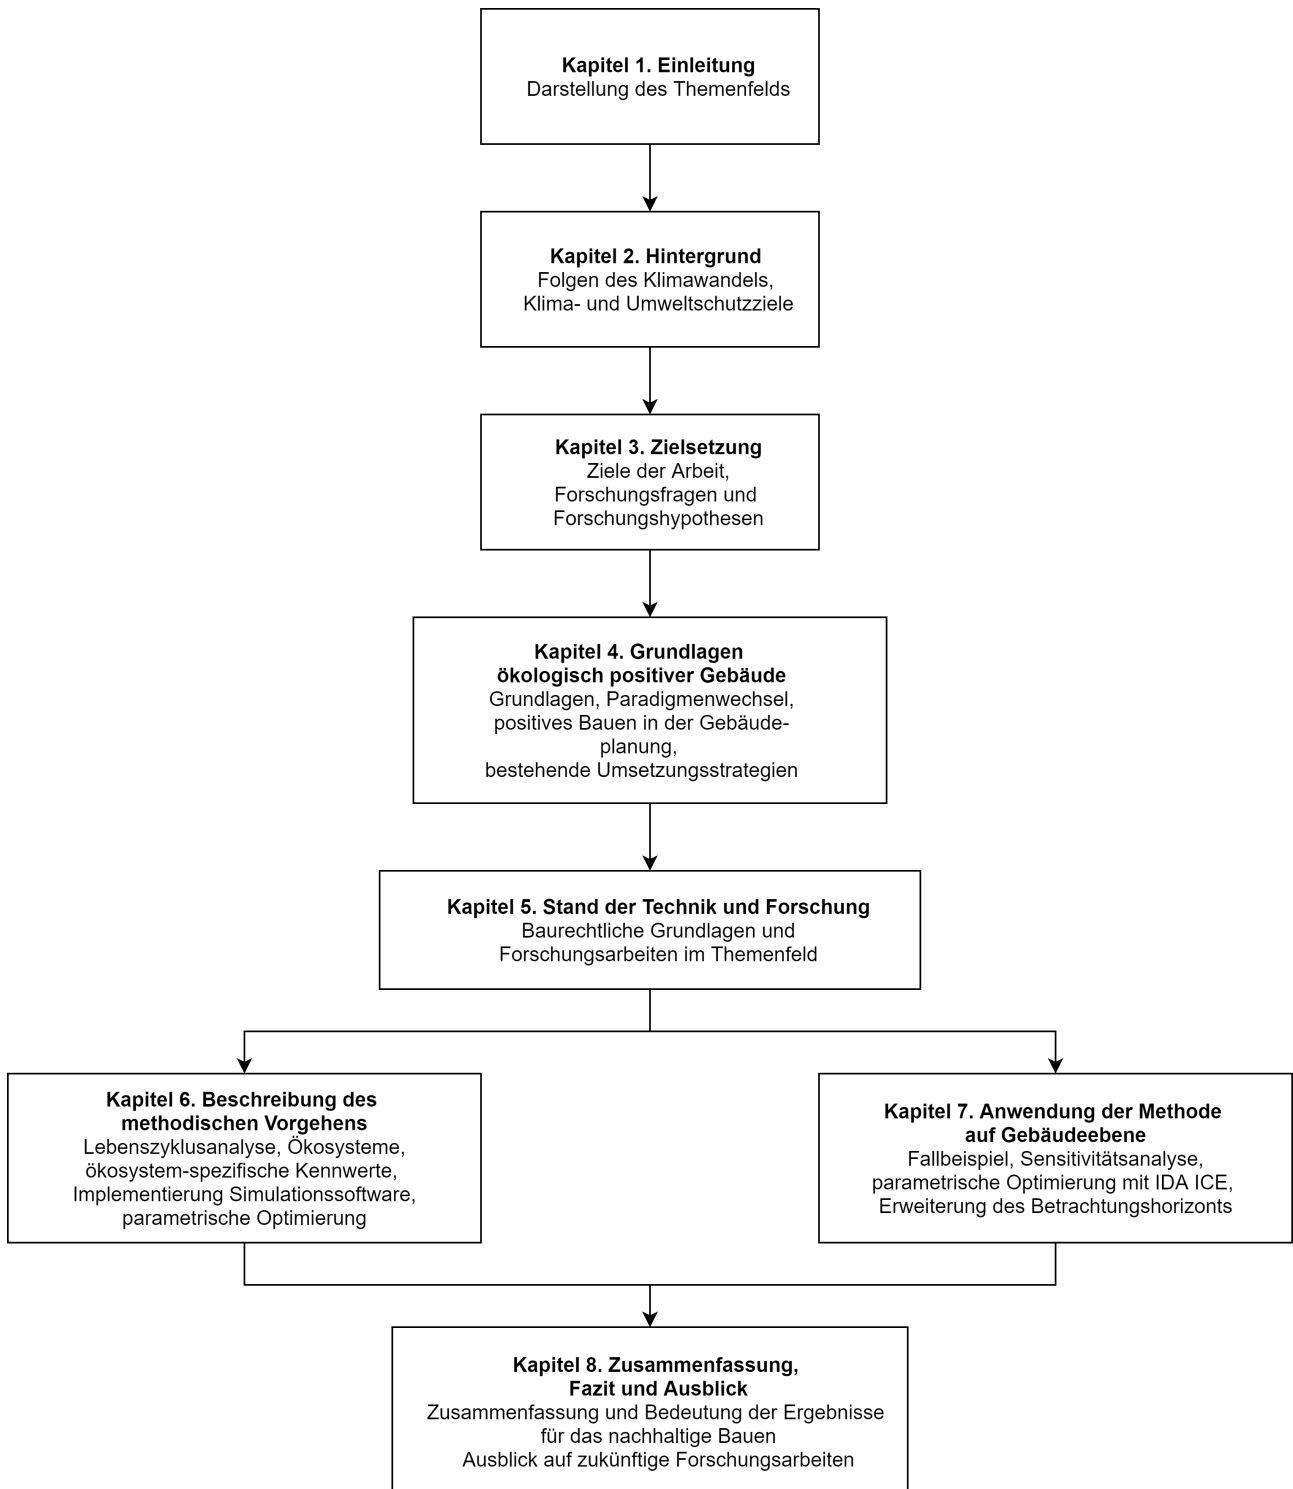 Kapitel 1. Einleitung
Darstellung des Themenfelds
Kapitel 2. Hintergrund
Folgen des Klimawandels,
Klima- und Umweltschutzziele
Kapitel 3. Zielsetzung
Ziele der Arbeit,
Forschungsfragen und
Forschungshypothesen
Kapitel 4. Grundlagen
ökologisch positiver Gebäude
Grundlagen, Paradigmenwechsel,
positives Bauen in der Gebäude-
planung,
bestehende Umsetzungsstrategien
Kapitel 5. Stand der Technik und Forschung
Baurechtliche Grundlagen und
Forschungsarbeiten im Themenfeld
Kapitel 6. Beschreibung des
methodischen Vorgehens
Lebenszyklusanalyse, Ökosysteme,
ökosystem-spezifische Kennwerte,
Implementierung Simulationssoftware,
parametrische Optimierung
Kapitel 7. Anwendung der Methode
auf Gebäudeebene
Fallbeispiel, Sensitivitätsanalyse,
parametrische Optimierung mit IDA ICE,
Erweiterung des Betrachtungshorizonts
Kapitel 8. Zusammenfassung,
Fazit und Ausblick
Zusammenfassung und Bedeutung der Ergebnisse
für das nachhaltige Bauen
Ausblick auf zukünftige Forschungsarbeiten